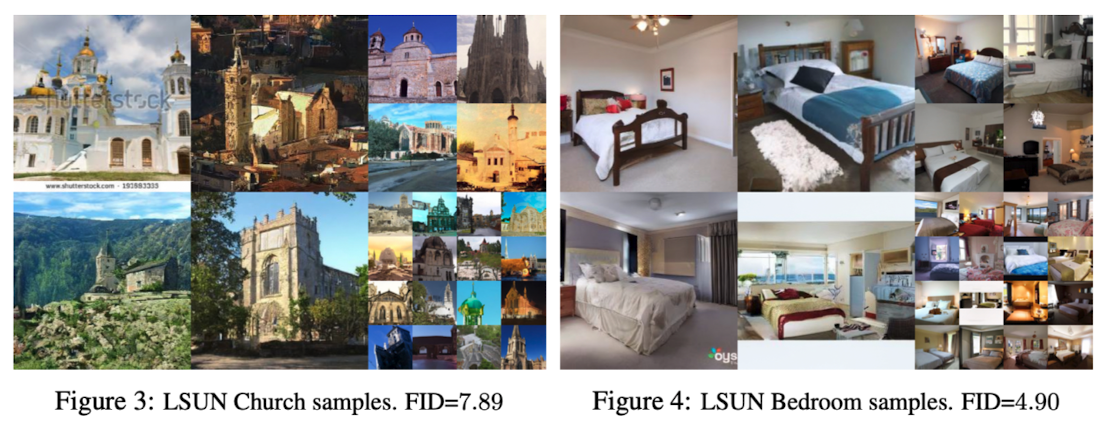 shutterstock
www.shutterstock.com · 193983333
oys
Figure 3: LSUN Church samples. FID=7.89
Figure 4: LSUN Bedroom samples. FID=4.90